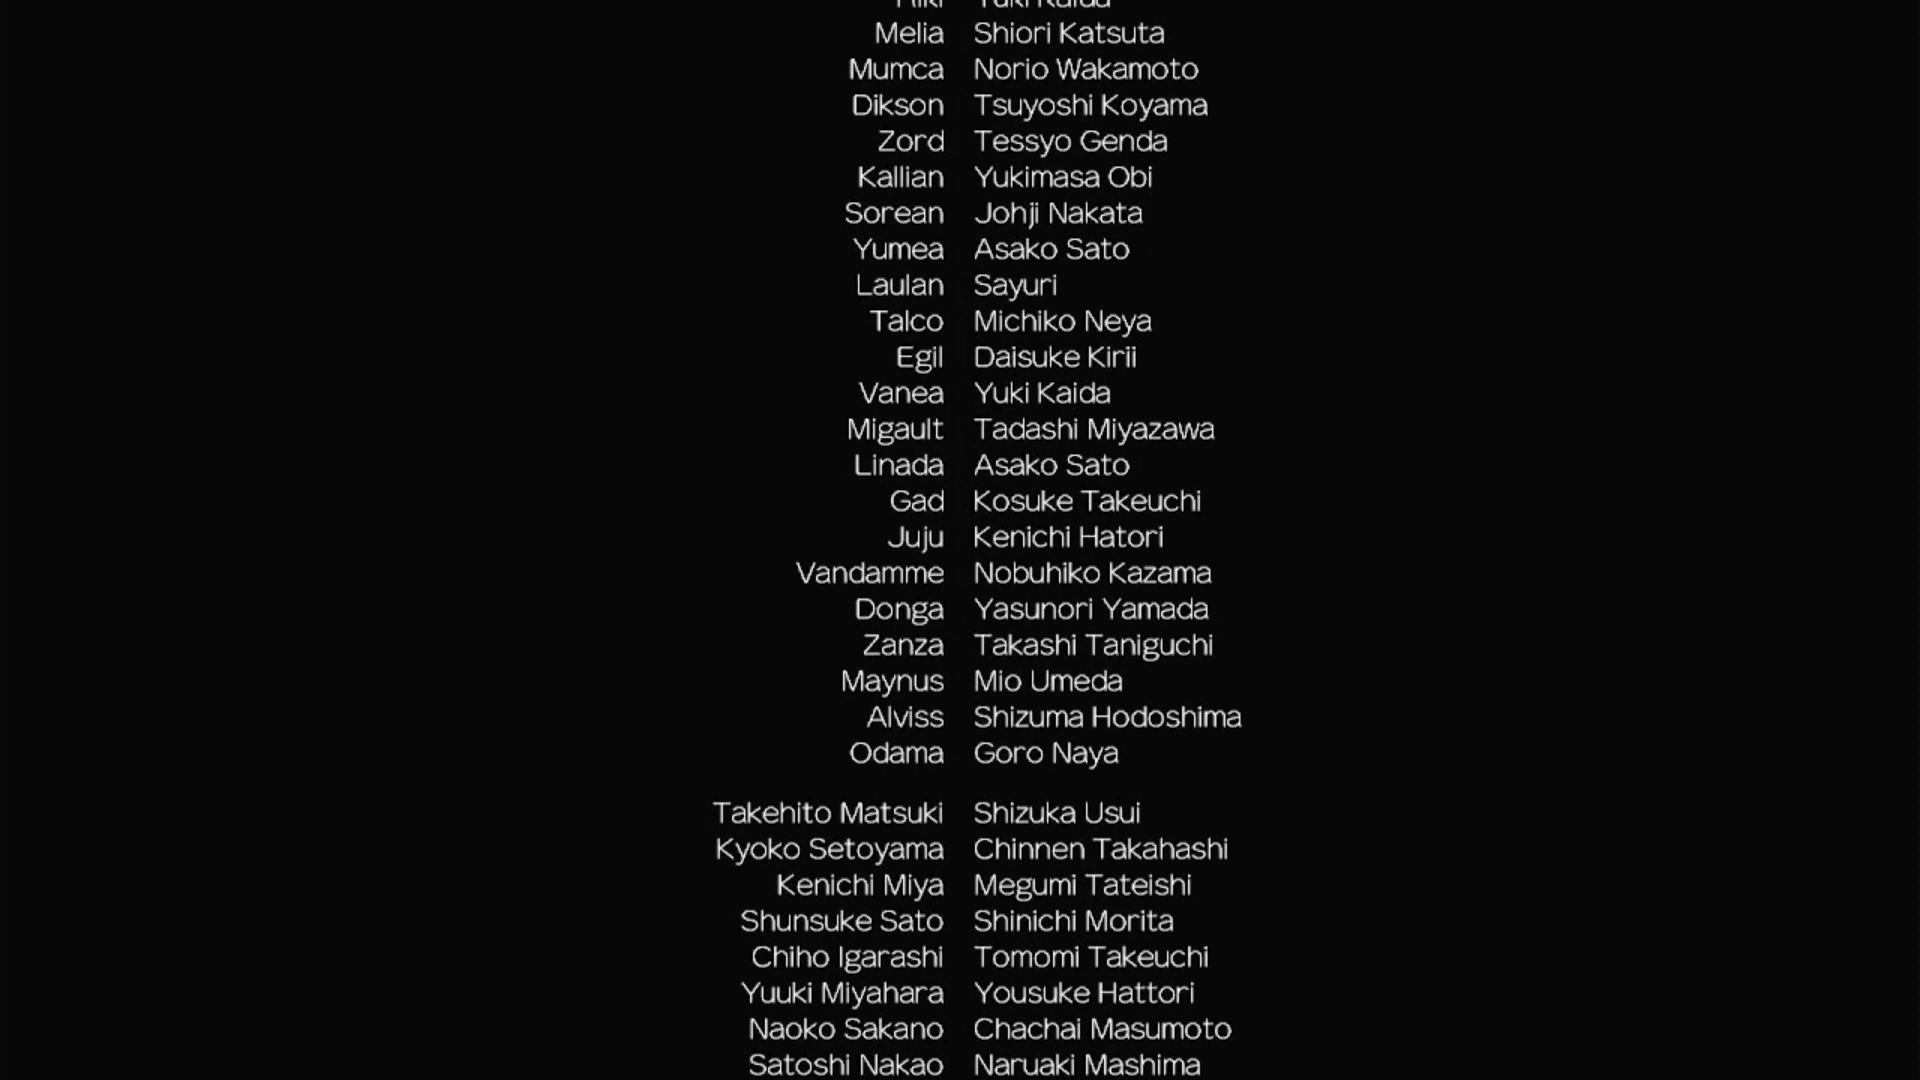 Riki Yuki Kaida
Melia Shiori Katsuta
Mumca Norio Wakamoto
Dikson Tsuyoshi Koyama
Zord Tessyo Genda
Kallian Yukimasa Obi
Sorean Johji Nakata
Yumea Asako Sato
Laulan Sayuri
Talco Michiko Neya
Egil Daisuke Kirii
Vanea Yuki Kaida
Migault Tadashi Miyazawa
Linada Asako Sato
Gad Kosuke Takeuchi
Juju Kenichi Hatori
Vandamme Nobuhiko Kazama
Donga Yasunori Yamada
Zanza Takashi Taniguchi
Maynus Mio Umeda
Alviss Shizuma Hodoshima
Odama Goro Naya
Takehito Matsuki Shizuka Usui
Kyoko Setoyama Chinnen Takahashi
Kenichi Miya Megumi Tateishi
Shunsuke Sato Shinichi Morita
Chiho Igarashi Tomomi Takeuchi
Yuuki Miyahara Yousuke Hattori
Naoko Sakano Chachai Masumoto
Satoshi Nakao Naruaki Mashima